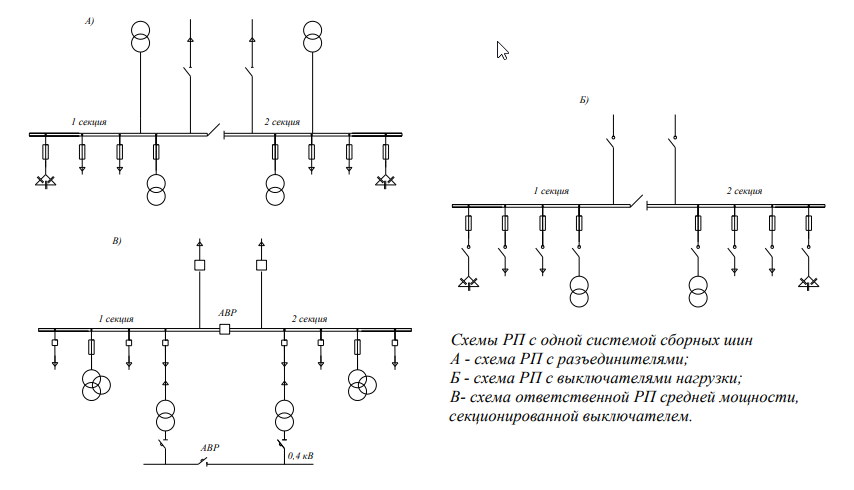 А)
1 секция
2 секция
Б)
1 секция
2 секция
В)
АВР
1 секция
2 секция
АВР
0,4 кВ
Схемы РП с одной системой сборных шин
А - схема РП с разъединителями;
Б - схема РП с выключателями нагрузки;
В- схема ответственной РП средней мощности,
секционированной выключателем.